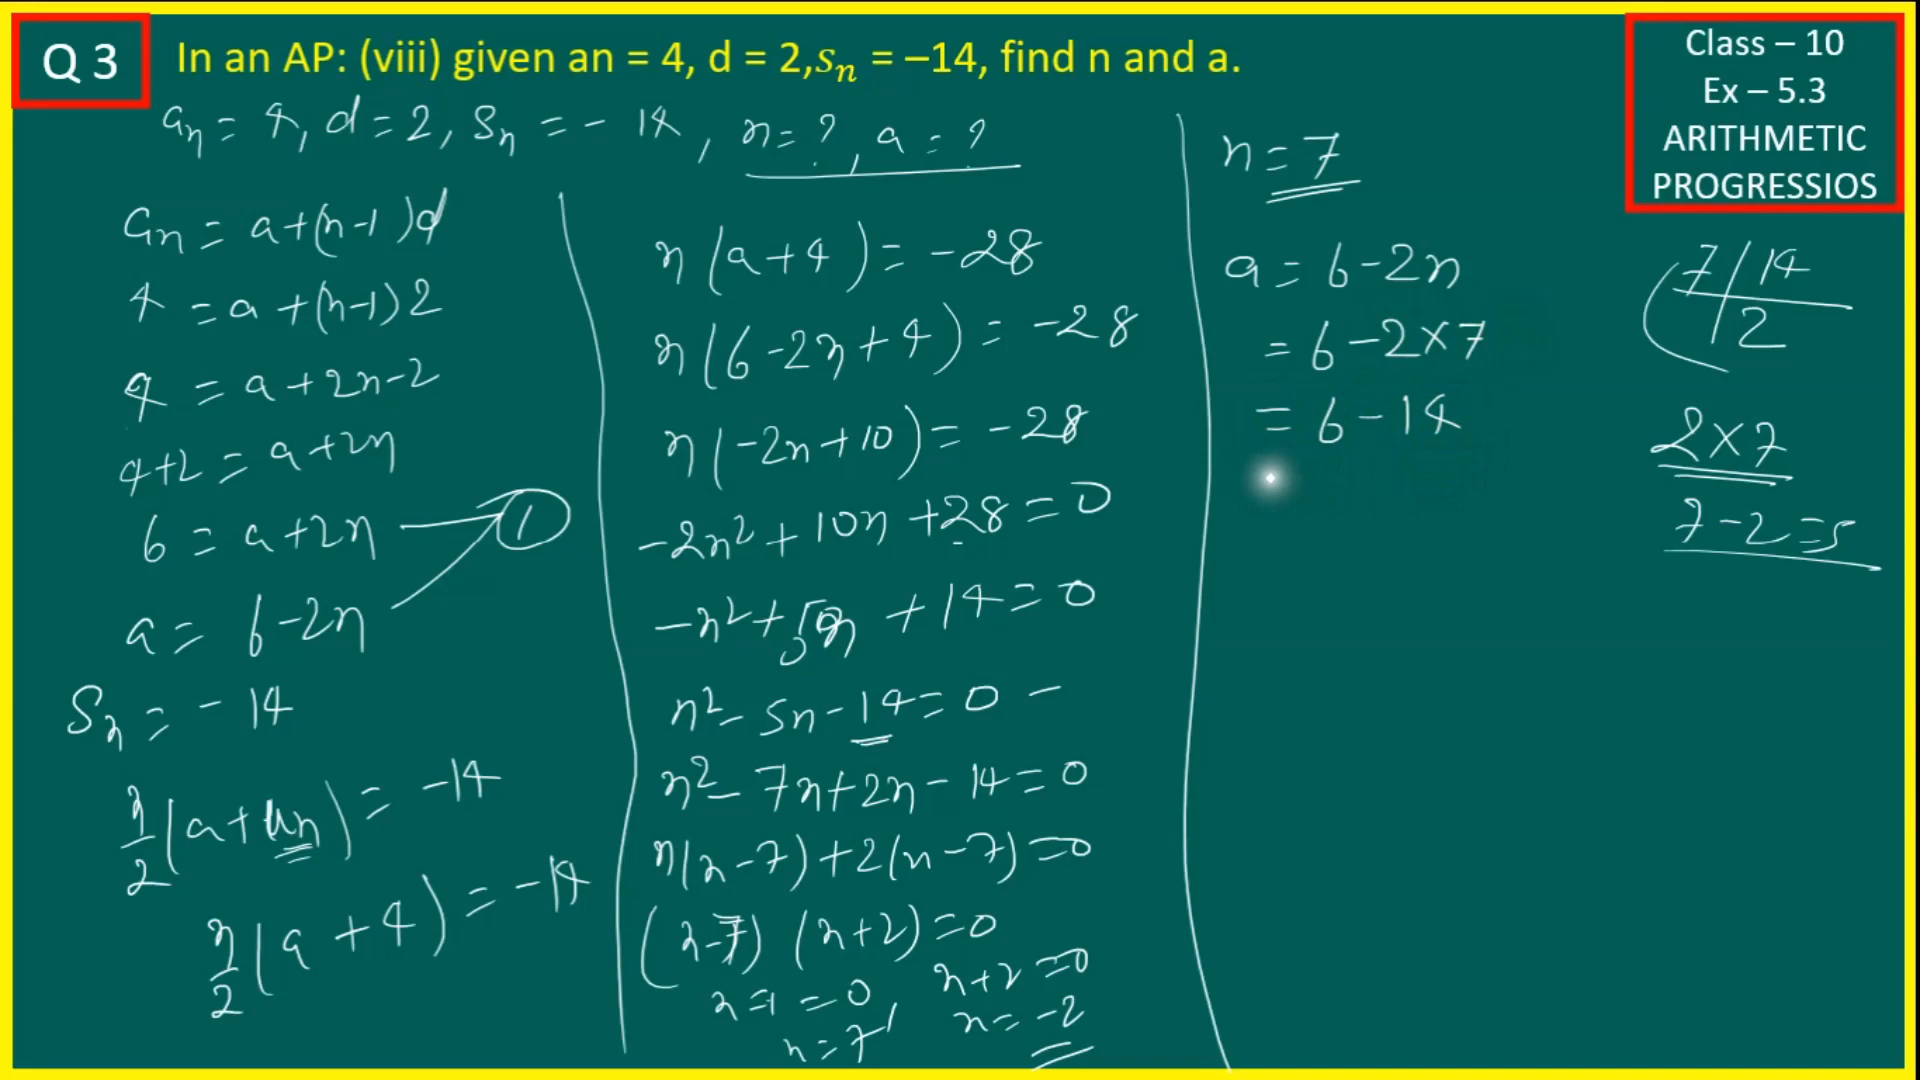 Q 3
In an AP: (viii) given an = 4, d = 2,sₙ = –14, find n and a.
Class – 10
Ex – 5.3
ARITHMETIC
PROGRESSIOS
aₙ = 4, d = 2, Sₙ = - 14, n = ?, a = ?
aₙ = a+(n-1)d
4 = a+(n-1)2
4 = a+2n-2
4+2 = a+2n
6 = a+2n
1
a = 6-2n
Sₙ = - 14
n/2 (a+an) = -14
n/2 (a+4) = -14
n(a+4) = -28
n(6-2n+4) = -28
n(-2n+10) = -28
-2n²+10n+28=0
-n²+5n+14=0
n²-5n-14=0 -
n²-7n+2n-14=0
n(n-7)+2(n-7)=0
(n-7)(n+2)=0
n-7=0, n+2=0
n=7 n=-2
n=7
a=6-2n
=6-2×7
=6-14
7/14
2
2×7
7-2=5